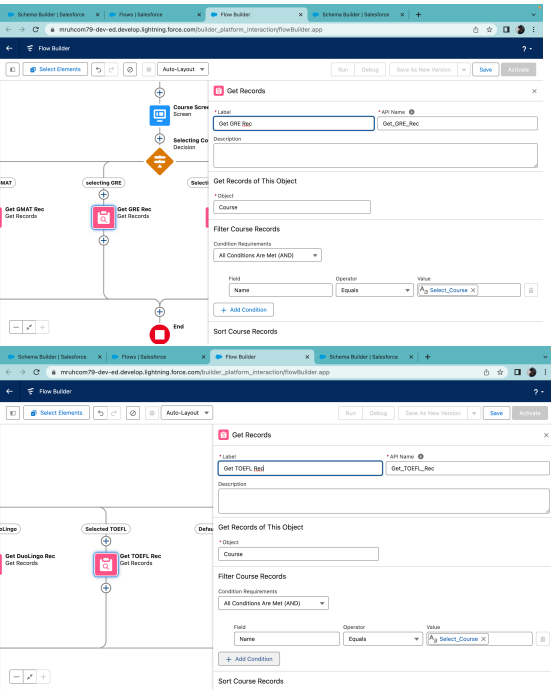 Schema Builder | Salesforce × Flows | Salesforce × Flow Builder × Schema Builder | Salesforce × +
mruhcom79-dev-ed.develop.lightning.force.com/builder_platform_interaction/flowBuilder.app
Flow Builder ?
Select Elements Auto-Layout Run Debug Save As New Version Save Activate
Get Records
* Label * API Name
Get GRE Rec Get_GRE_Rec
Description
Get Records of This Object
* Object
Course
Filter Course Records
Condition Requirements
All Conditions Are Met (AND)
Field Operator Value
Name Equals Aa Select_Course ×
+ Add Condition
Sort Course Records
Course Scree
Screen
Selecting Co
Decision
MAT) selecting GRE Selecti
Get GMAT Rec Get GRE Rec
Get Records Get Records
End
Schema Builder | Salesforce × Flows | Salesforce × Flow Builder × Schema Builder | Salesforce × +
mruhcom79-dev-ed.develop.lightning.force.com/builder_platform_interaction/flowBuilder.app
Flow Builder ?
Select Elements Auto-Layout Run Debug Save As New Version Save Activate
Get Records
* Label * API Name
Get TOEFL Rec Get_TOEFL_Rec
Description
Get Records of This Object
* Object
Course
Filter Course Records
Condition Requirements
All Conditions Are Met (AND)
Field Operator Value
Name Equals Aa Select_Course ×
+ Add Condition
Sort Course Records
oLingo Selected TOEFL Defau
Get DuoLingo Rec Get TOEFL Rec
Get Records Get Records